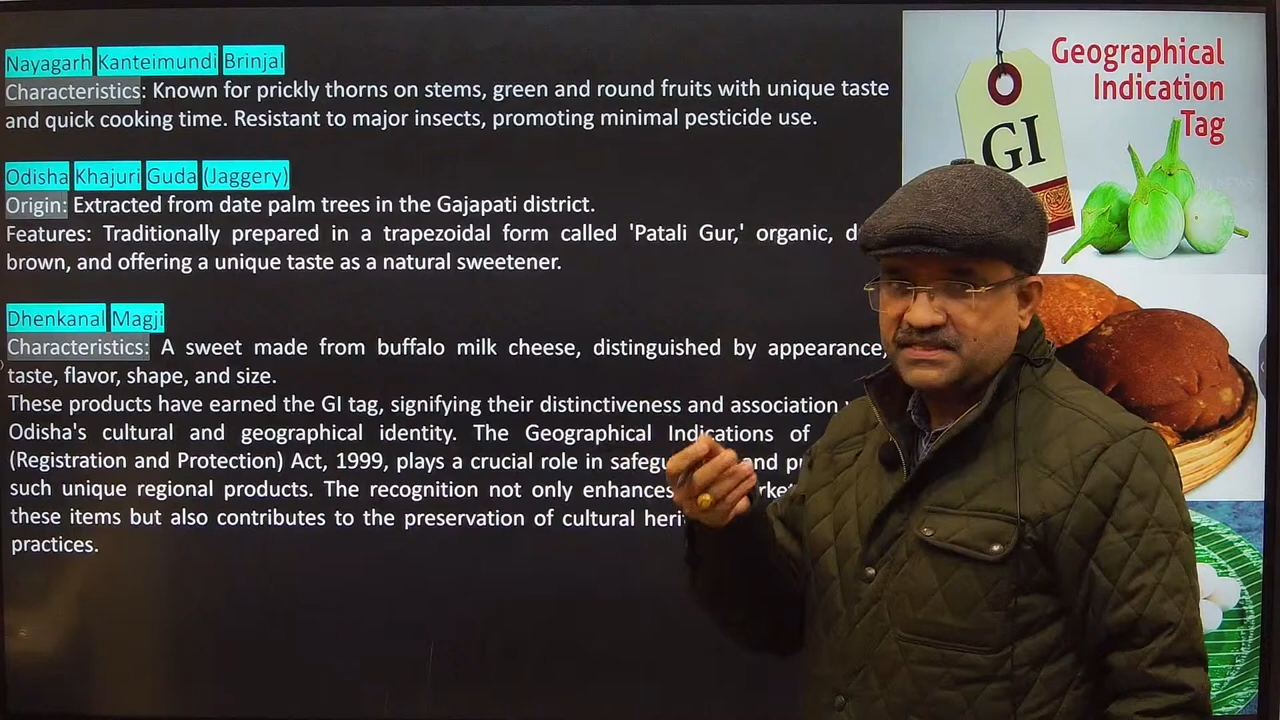 Nayagarh Kanteimundi Brinjal
Characteristics: Known for prickly thorns on stems, green and round fruits with unique taste
and quick cooking time. Resistant to major insects, promoting minimal pesticide use.
Odisha Khajuri Guda (Jaggery)
Origin: Extracted from date palm trees in the Gajapati district.
Features: Traditionally prepared in a trapezoidal form called 'Patali Gur,' organic,
brown, and offering a unique taste as a natural sweetener.
Dhenkanal Magji
Characteristics: A sweet made from buffalo milk cheese, distinguished by appearance,
taste, flavor, shape, and size.
These products have earned the GI tag, signifying their distinctiveness and association
Odisha's cultural and geographical identity. The Geographical Indications of
(Registration and Protection) Act, 1999, plays a crucial role in and
such unique regional products. The recognition not only enhances
these items but also contributes to the preservation of cultural
practices.
Geographical
Indication
Tag
GI